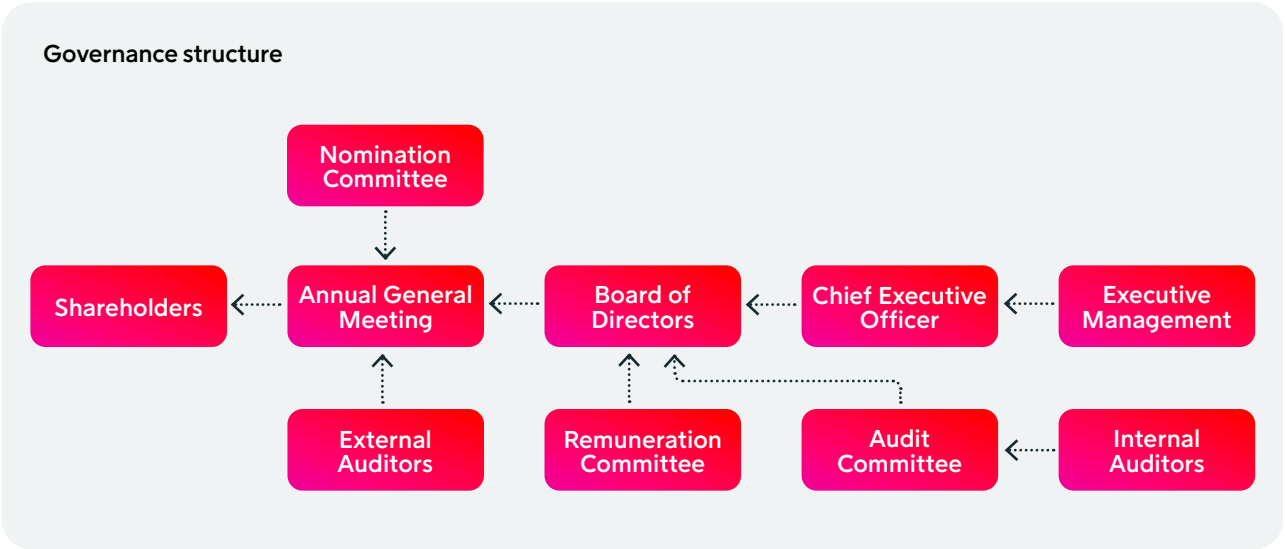 Governance structure
Nomination
Committee
Shareholders
Annual General
Meeting
Board of
Directors
Chief Executive
Officer
Executive
Management
External
Auditors
Remuneration
Committee
Audit
Committee
Internal
Auditors